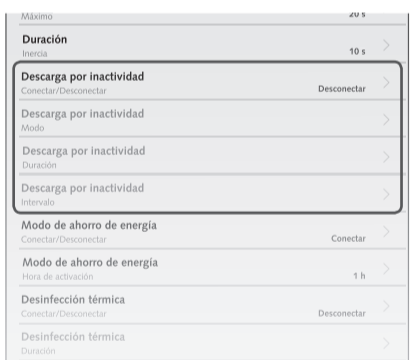 Máximo
20 s
Duración
Inercia
10 s
Descarga por inactividad
Conectar/Desconectar
Desconectar
Descarga por inactividad
Modo
Descarga por inactividad
Duración
Descarga por inactividad
Intervalo
Modo de ahorro de energía
Conectar/Desconectar
Conectar
Modo de ahorro de energía
Hora de activación
1 h
Desinfección térmica
Conectar/Desconectar
Desconectar
Desinfección térmica
Duración